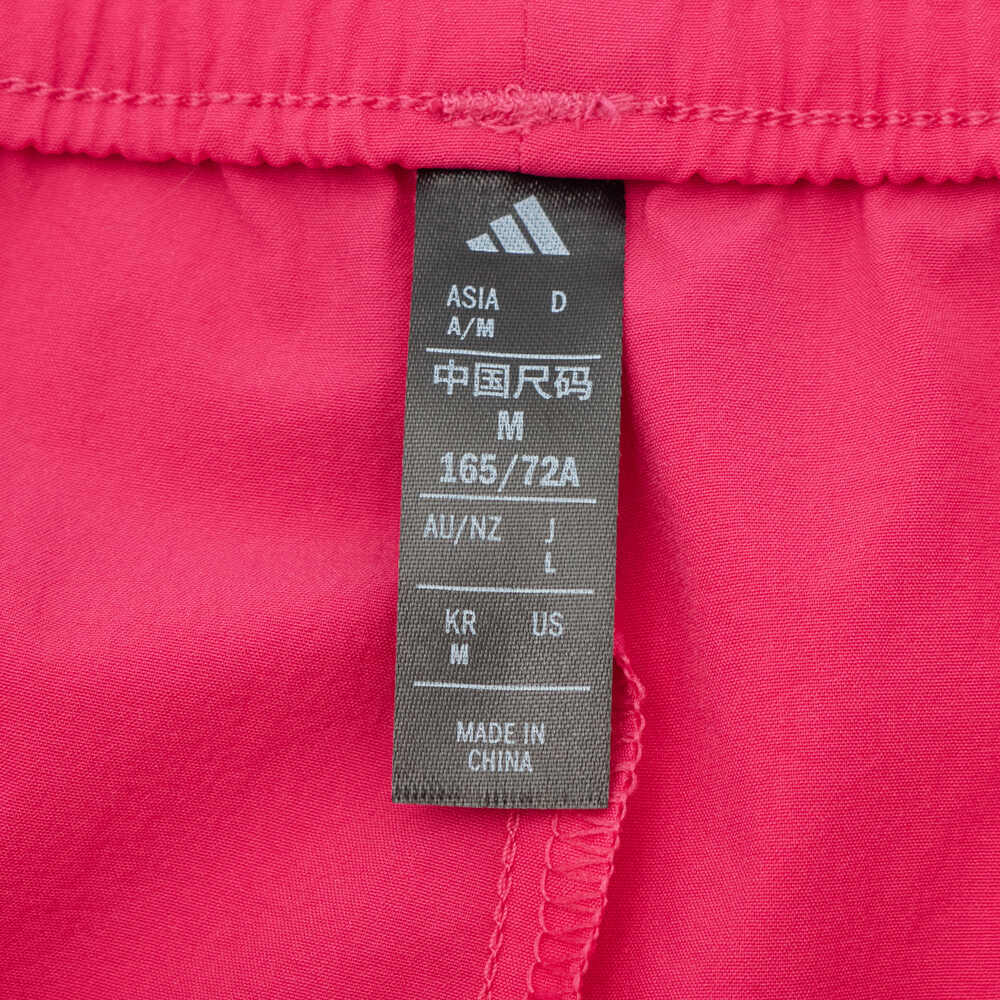 ASIA D
A/M
中国尺码
M
165/72A
AU/NZ J
L
KR US
M
MADE IN
CHINA